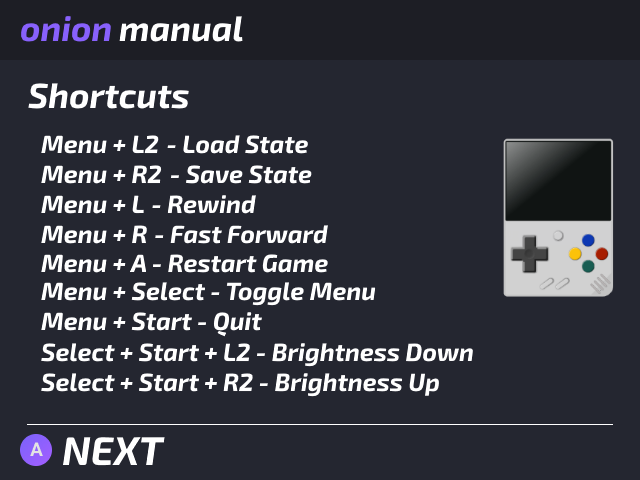 onion manual
Shortcuts
Menu + L2 - Load State
Menu + R2 - Save State
Menu + L - Rewind
Menu + R - Fast Forward
Menu + A - Restart Game
Menu + Select - Toggle Menu
Menu + Start - Quit
Select + Start + L2 - Brightness Down
Select + Start + R2 - Brightness Up
A NEXT